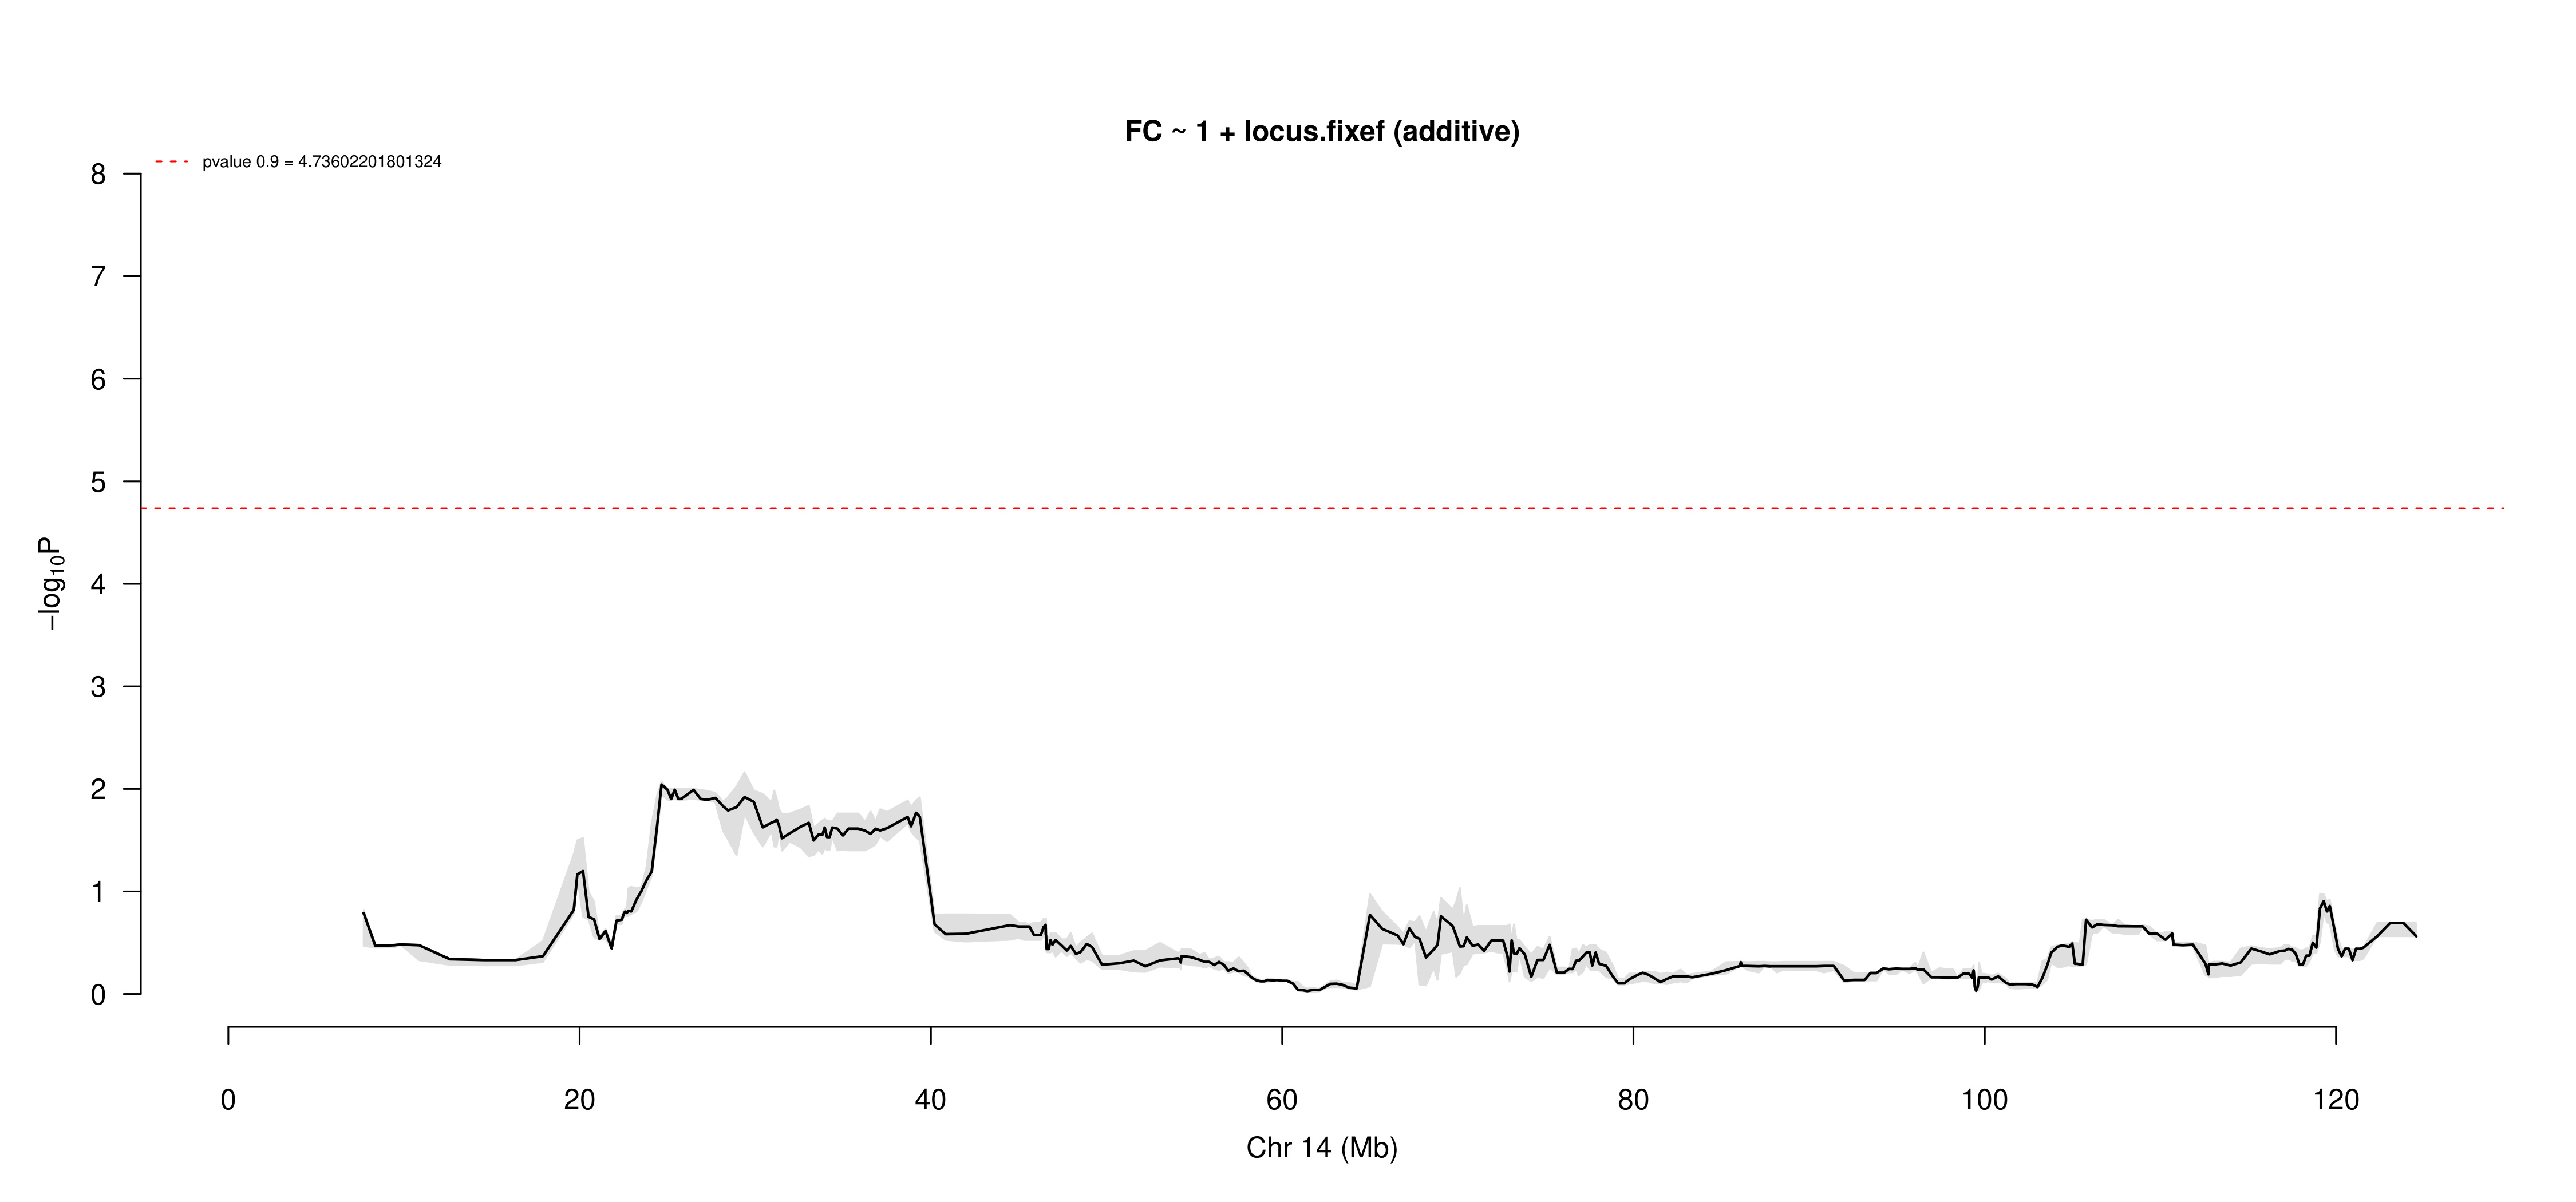 FC ~ 1 + locus.fixef (additive)
pvalue 0.9 = 4.73602201801324
8
7
6
5
4
3
2
1
0
−log10P
0 20 40 60 80 100 120
Chr 14 (Mb)